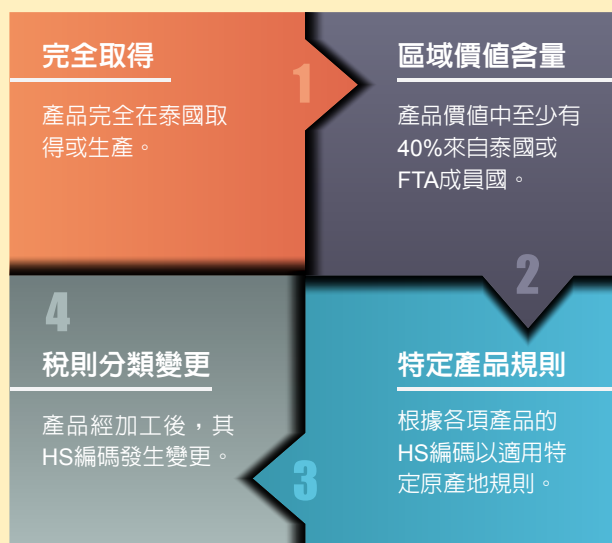 完全取得
產品完全在泰國取
得或生產。
1
區域價值含量
產品價值中至少有
40%來自泰國或
FTA成員國。
2
特定產品規則
根據各項產品的
HS編碼以適用特
定原產地規則。
3
4
稅則分類變更
產品經加工後，其
HS編碼發生變更。